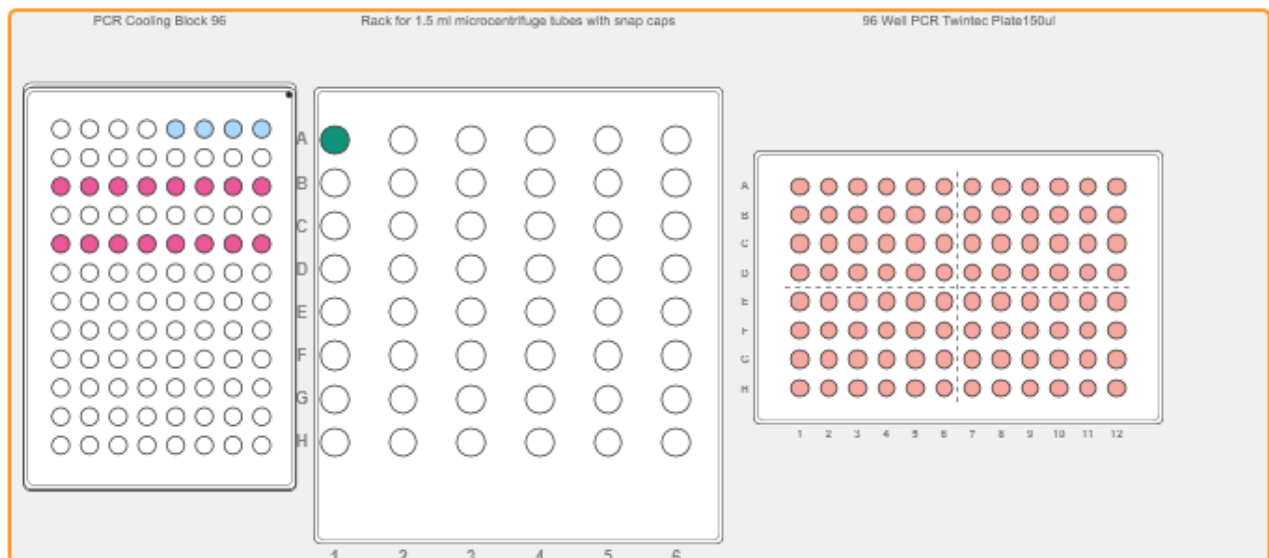 PCR Cooling Block 96
Rack for 1.5 ml microcentrifuge tubes with snap caps
96 Well PCR Twintec Plate150ul
A
B
C
D
E
F
G
H
1 2 3 4 5 6
A
B
C
D
E
F
G
H
1 2 3 4 5 6 7 8 9 10 11 12